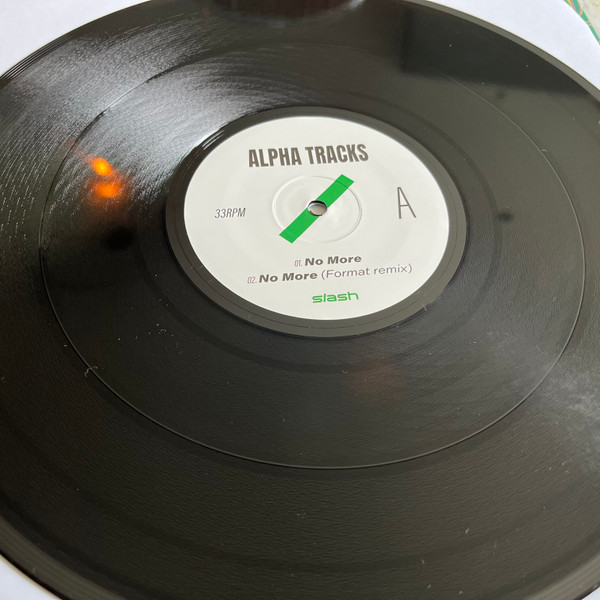 ALPHA TRACKS
33RPM
A
01. No More
02. No More (Format remix)
slash